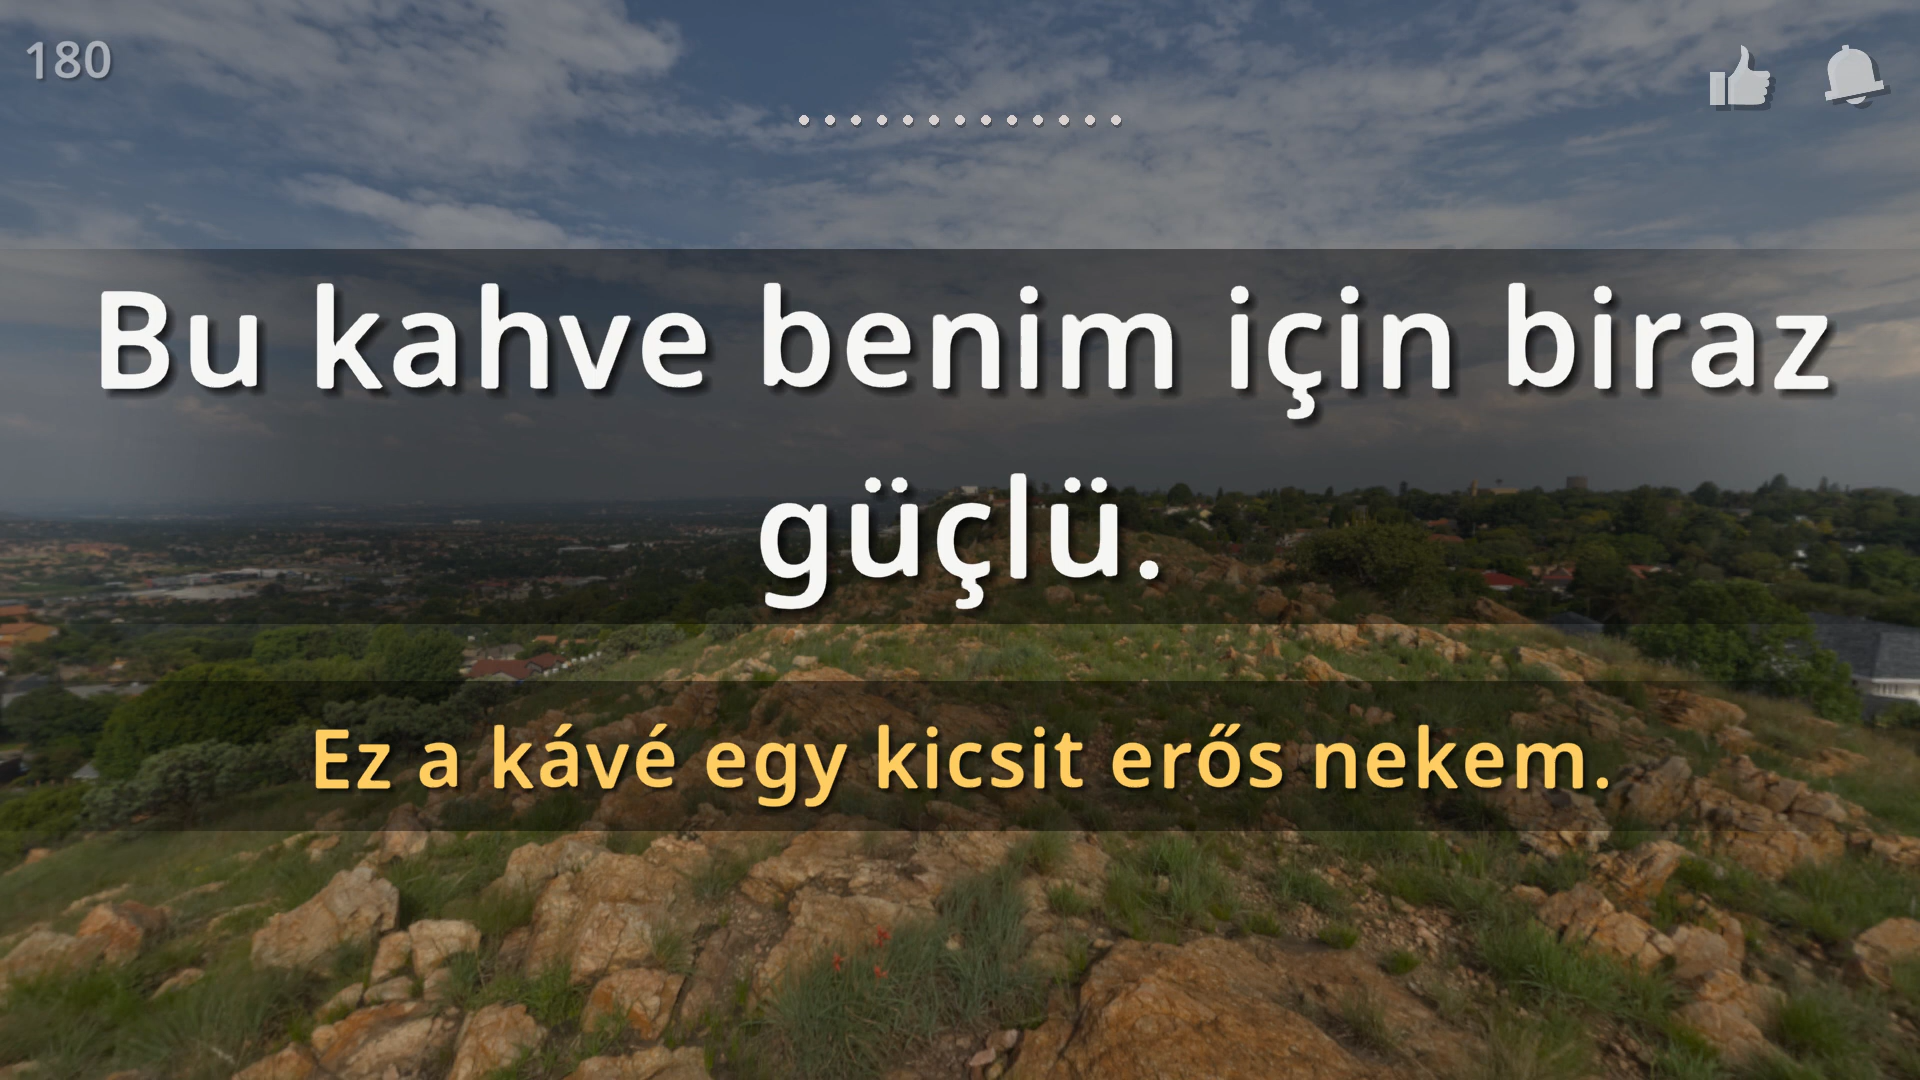 180
Bu kahve benim için biraz
güçlü.
Ez a kávé egy kicsit erős nekem.